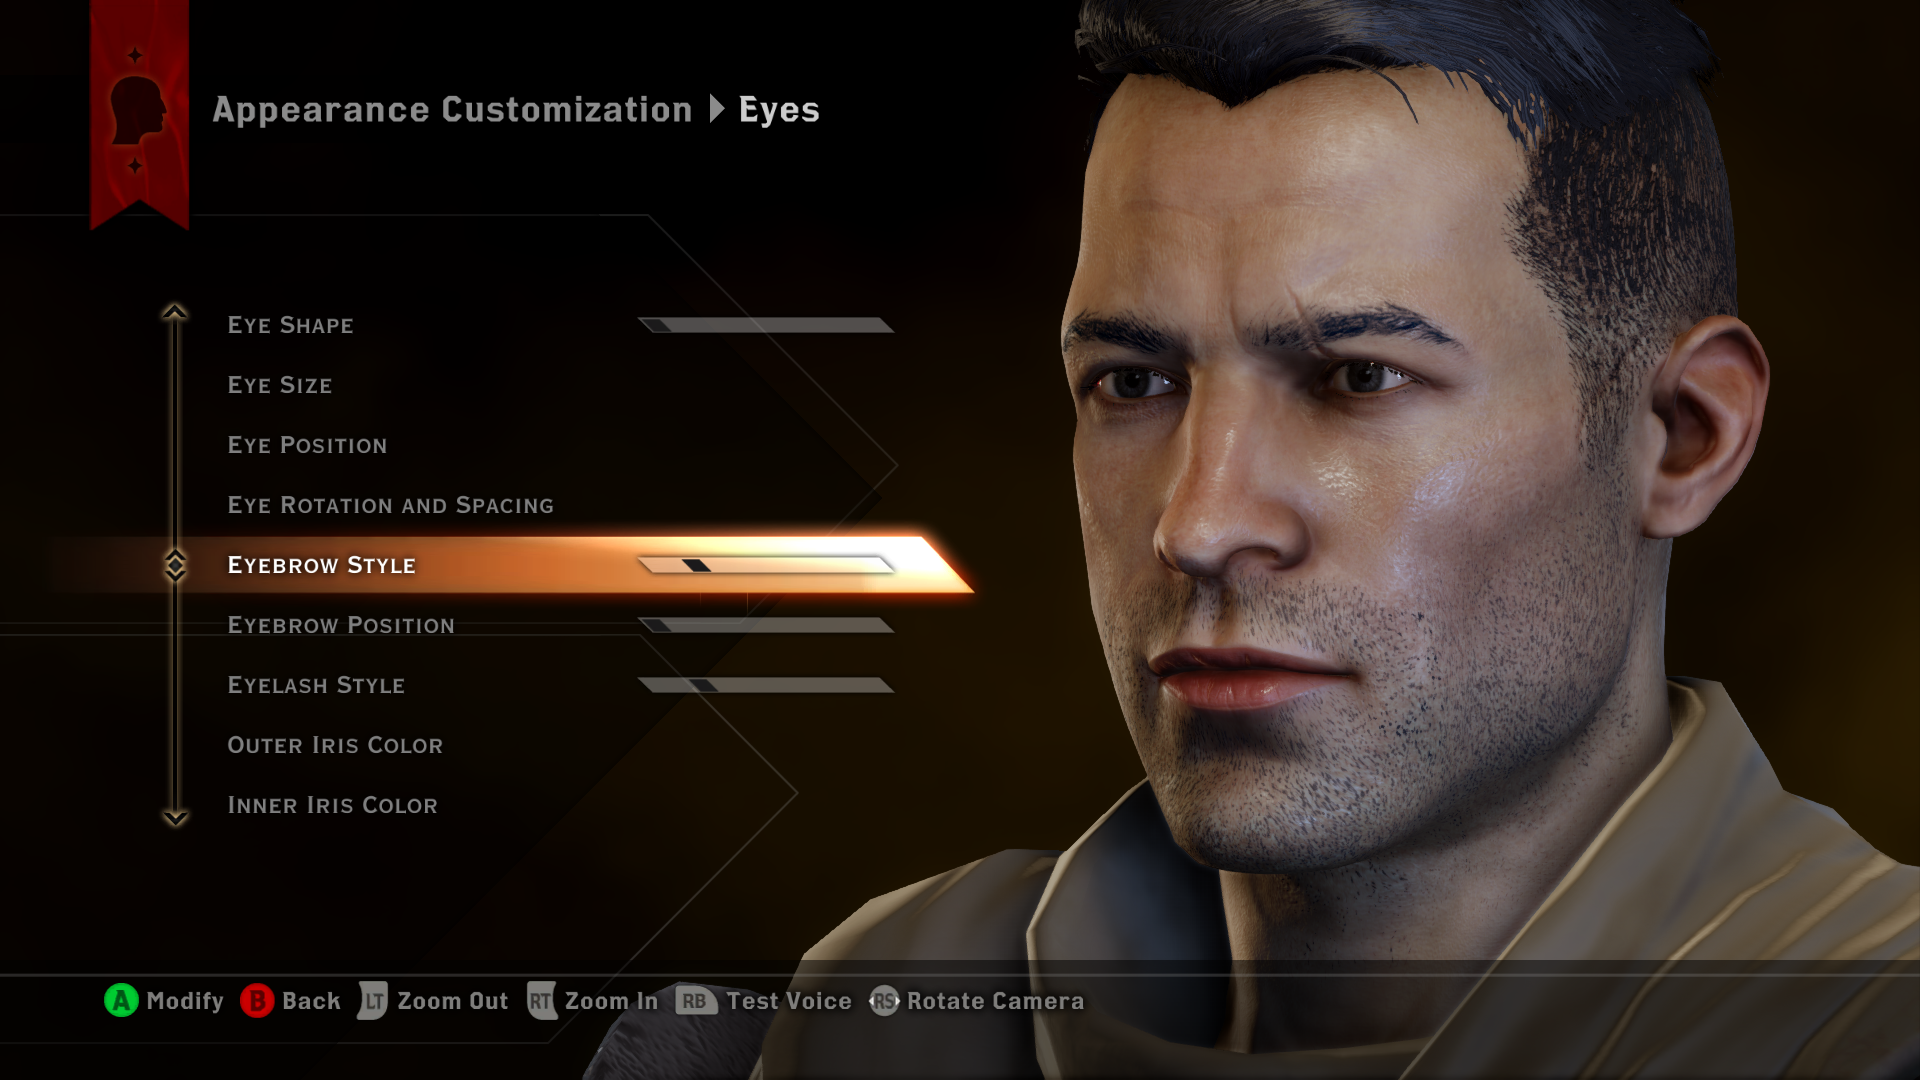 Appearance Customization ▶ Eyes
Eye Shape
Eye Size
Eye Position
Eye Rotation and Spacing
Eyebrow Style
Eyebrow Position
Eyelash Style
Outer Iris Color
Inner Iris Color
A Modify B Back LT Zoom Out RT Zoom In RB Test Voice RS Rotate Camera